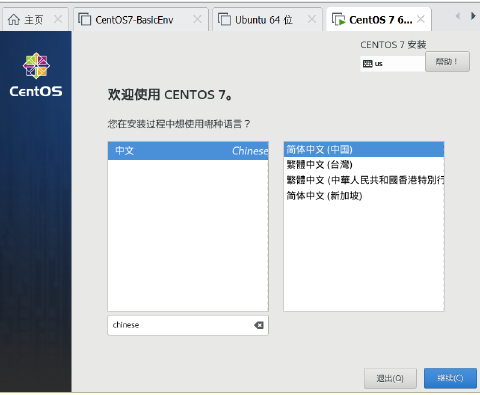 主页
CentOS7-BasicEnv
Ubuntu 64 位
CentOS 7 6...
CENTOS 7 安装
us
帮助！
CentOS
欢迎使用 CENTOS 7。
您在安装过程中想使用哪种语言？
中文 Chinese
简体中文 (中国)
繁體中文 (台灣)
繁體中文 (中華人民共和國香港特別行
简体中文 (新加坡)
chinese
退出(Q)
继续(C)